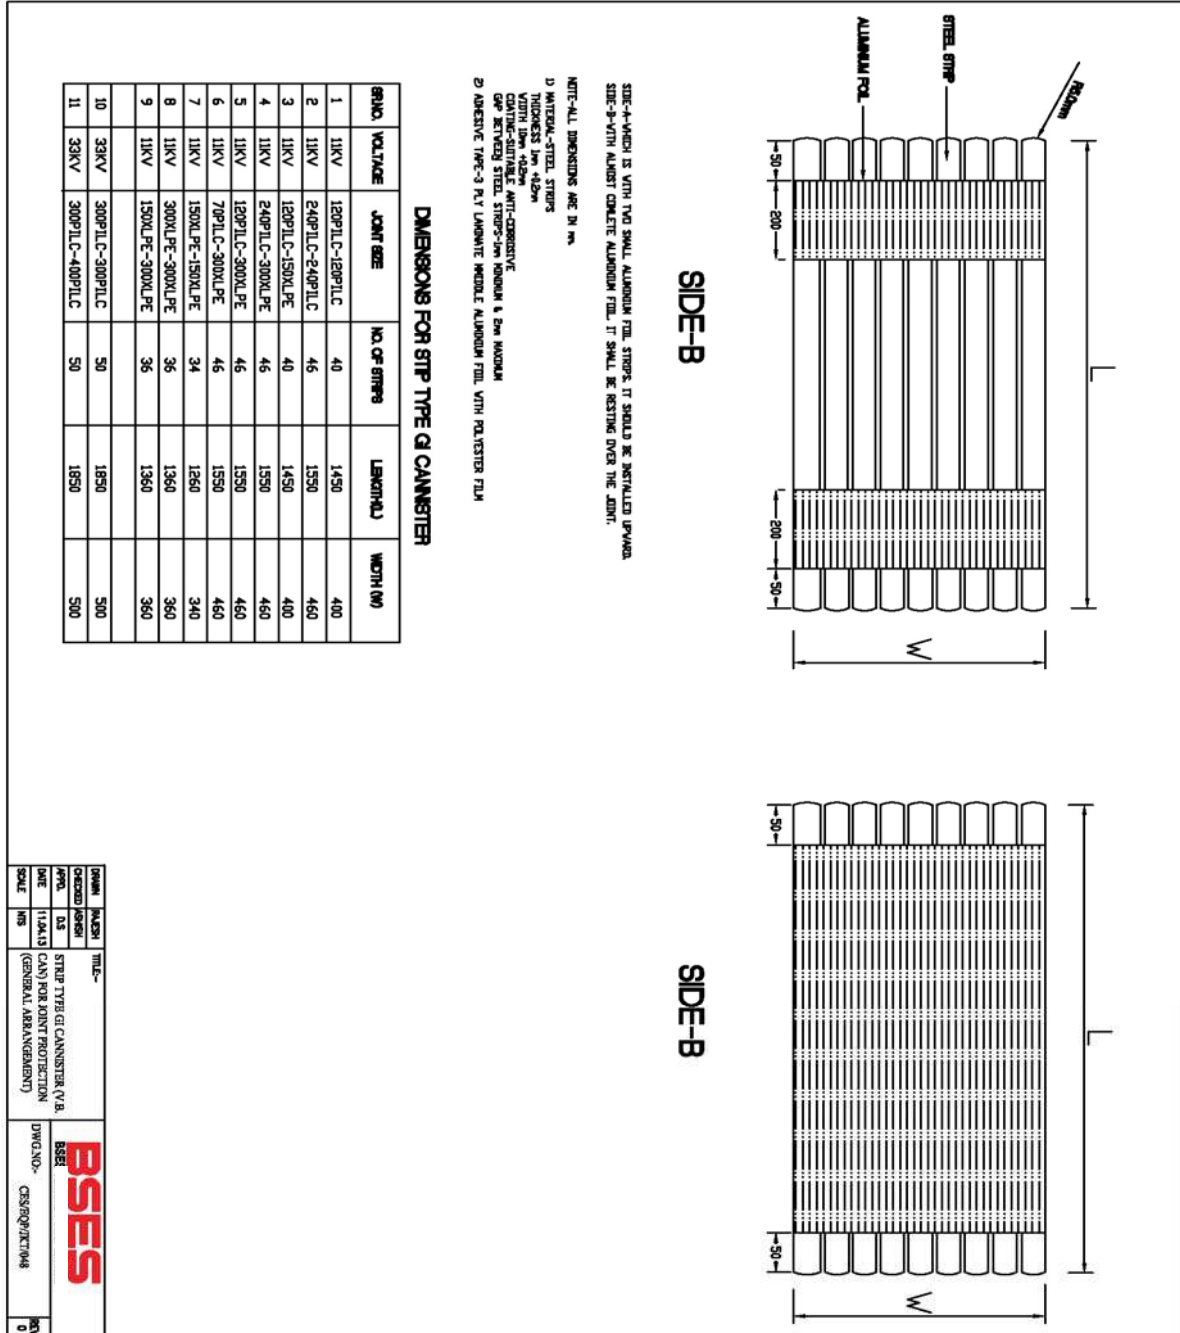 STEEL STRIP
ALUMINIUM FOIL
R5.0mm
50
200
L
200
50
W
SIDE-B
50
L
50
W
SIDE-B
SIDE-A-WHICH IS WITH TWO SMALL ALUMINIUM FOIL STRIPS. IT SHOULD BE INSTALLED UPWARD.
SIDE-B-WITH ALMOST COMLETE ALUMINIUM FOIL. IT SHALL BE RESTING OVER THE JOINT.
NOTE-ALL DIMENSIONS ARE IN mm.
1) MATERIAL-STEEL STRIPS
THICKNESS 1mm +0.2mm
WIDTH 10mm +0.2mm
COATING-SUITABLE ANTI-CORROSIVE
GAP BETWEEN STEEL STRIPS-1mm MINIMUM & 2mm MAXIMUM
2) ADHESIVE TAPE-3 PLY LAMINATE MIDDLE ALUMINIUM FOIL WITH POLYESTER FILM
DIMENSIONS FOR STIP TYPE GI CANNISTER
SR.NO. VOLTAGE JOINT SIZE NO. OF STRIPS LENGTH(L) WIDTH (W)
1 11KV 120PILC-120PILC 40 1450 400
2 11KV 240PILC-240PILC 46 1550 460
3 11KV 120PILC-150XLPE 40 1450 400
4 11KV 240PILC-300XLPE 46 1550 460
5 11KV 120PILC-300XLPE 46 1550 460
6 11KV 70PILC-300XLPE 46 1550 460
7 11KV 150XLPE-150XLPE 34 1260 340
8 11KV 300XLPE-300XLPE 36 1360 360
9 11KV 150XLPE-300XLPE 36 1360 360
10 33KV 300PILC-300PILC 50 1850 500
11 33KV 300PILC-400PILC 50 1850 500
DRAWN RAJESH
CHECKED ASHISH
APPD. D.S
DATE 11.04.13
SCALE NTS
TITLE:-
STRIP TYPE GI CANNISTER (V.B.
CAN) FOR JOINT PROTECTION
(GENERAL ARRANGEMENT)
BSES
BSES
DWG.NO:- CES/BQP/JKT/048
REV
0